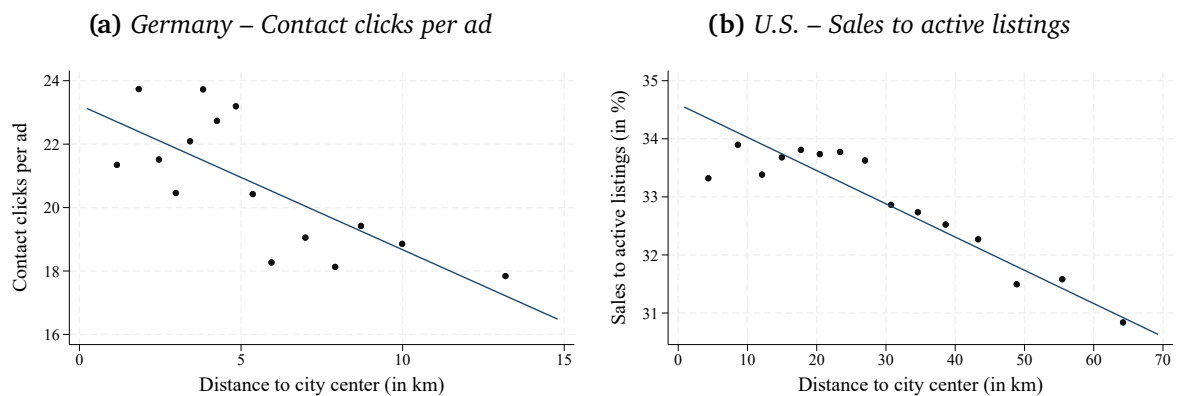 (a) Germany – Contact clicks per ad
Contact clicks per ad
24
22
20
18
16
0 5 10 15
Distance to city center (in km)
(b) U.S. – Sales to active listings
Sales to active listings (in %)
35
34
33
32
31
0 10 20 30 40 50 60 70
Distance to city center (in km)